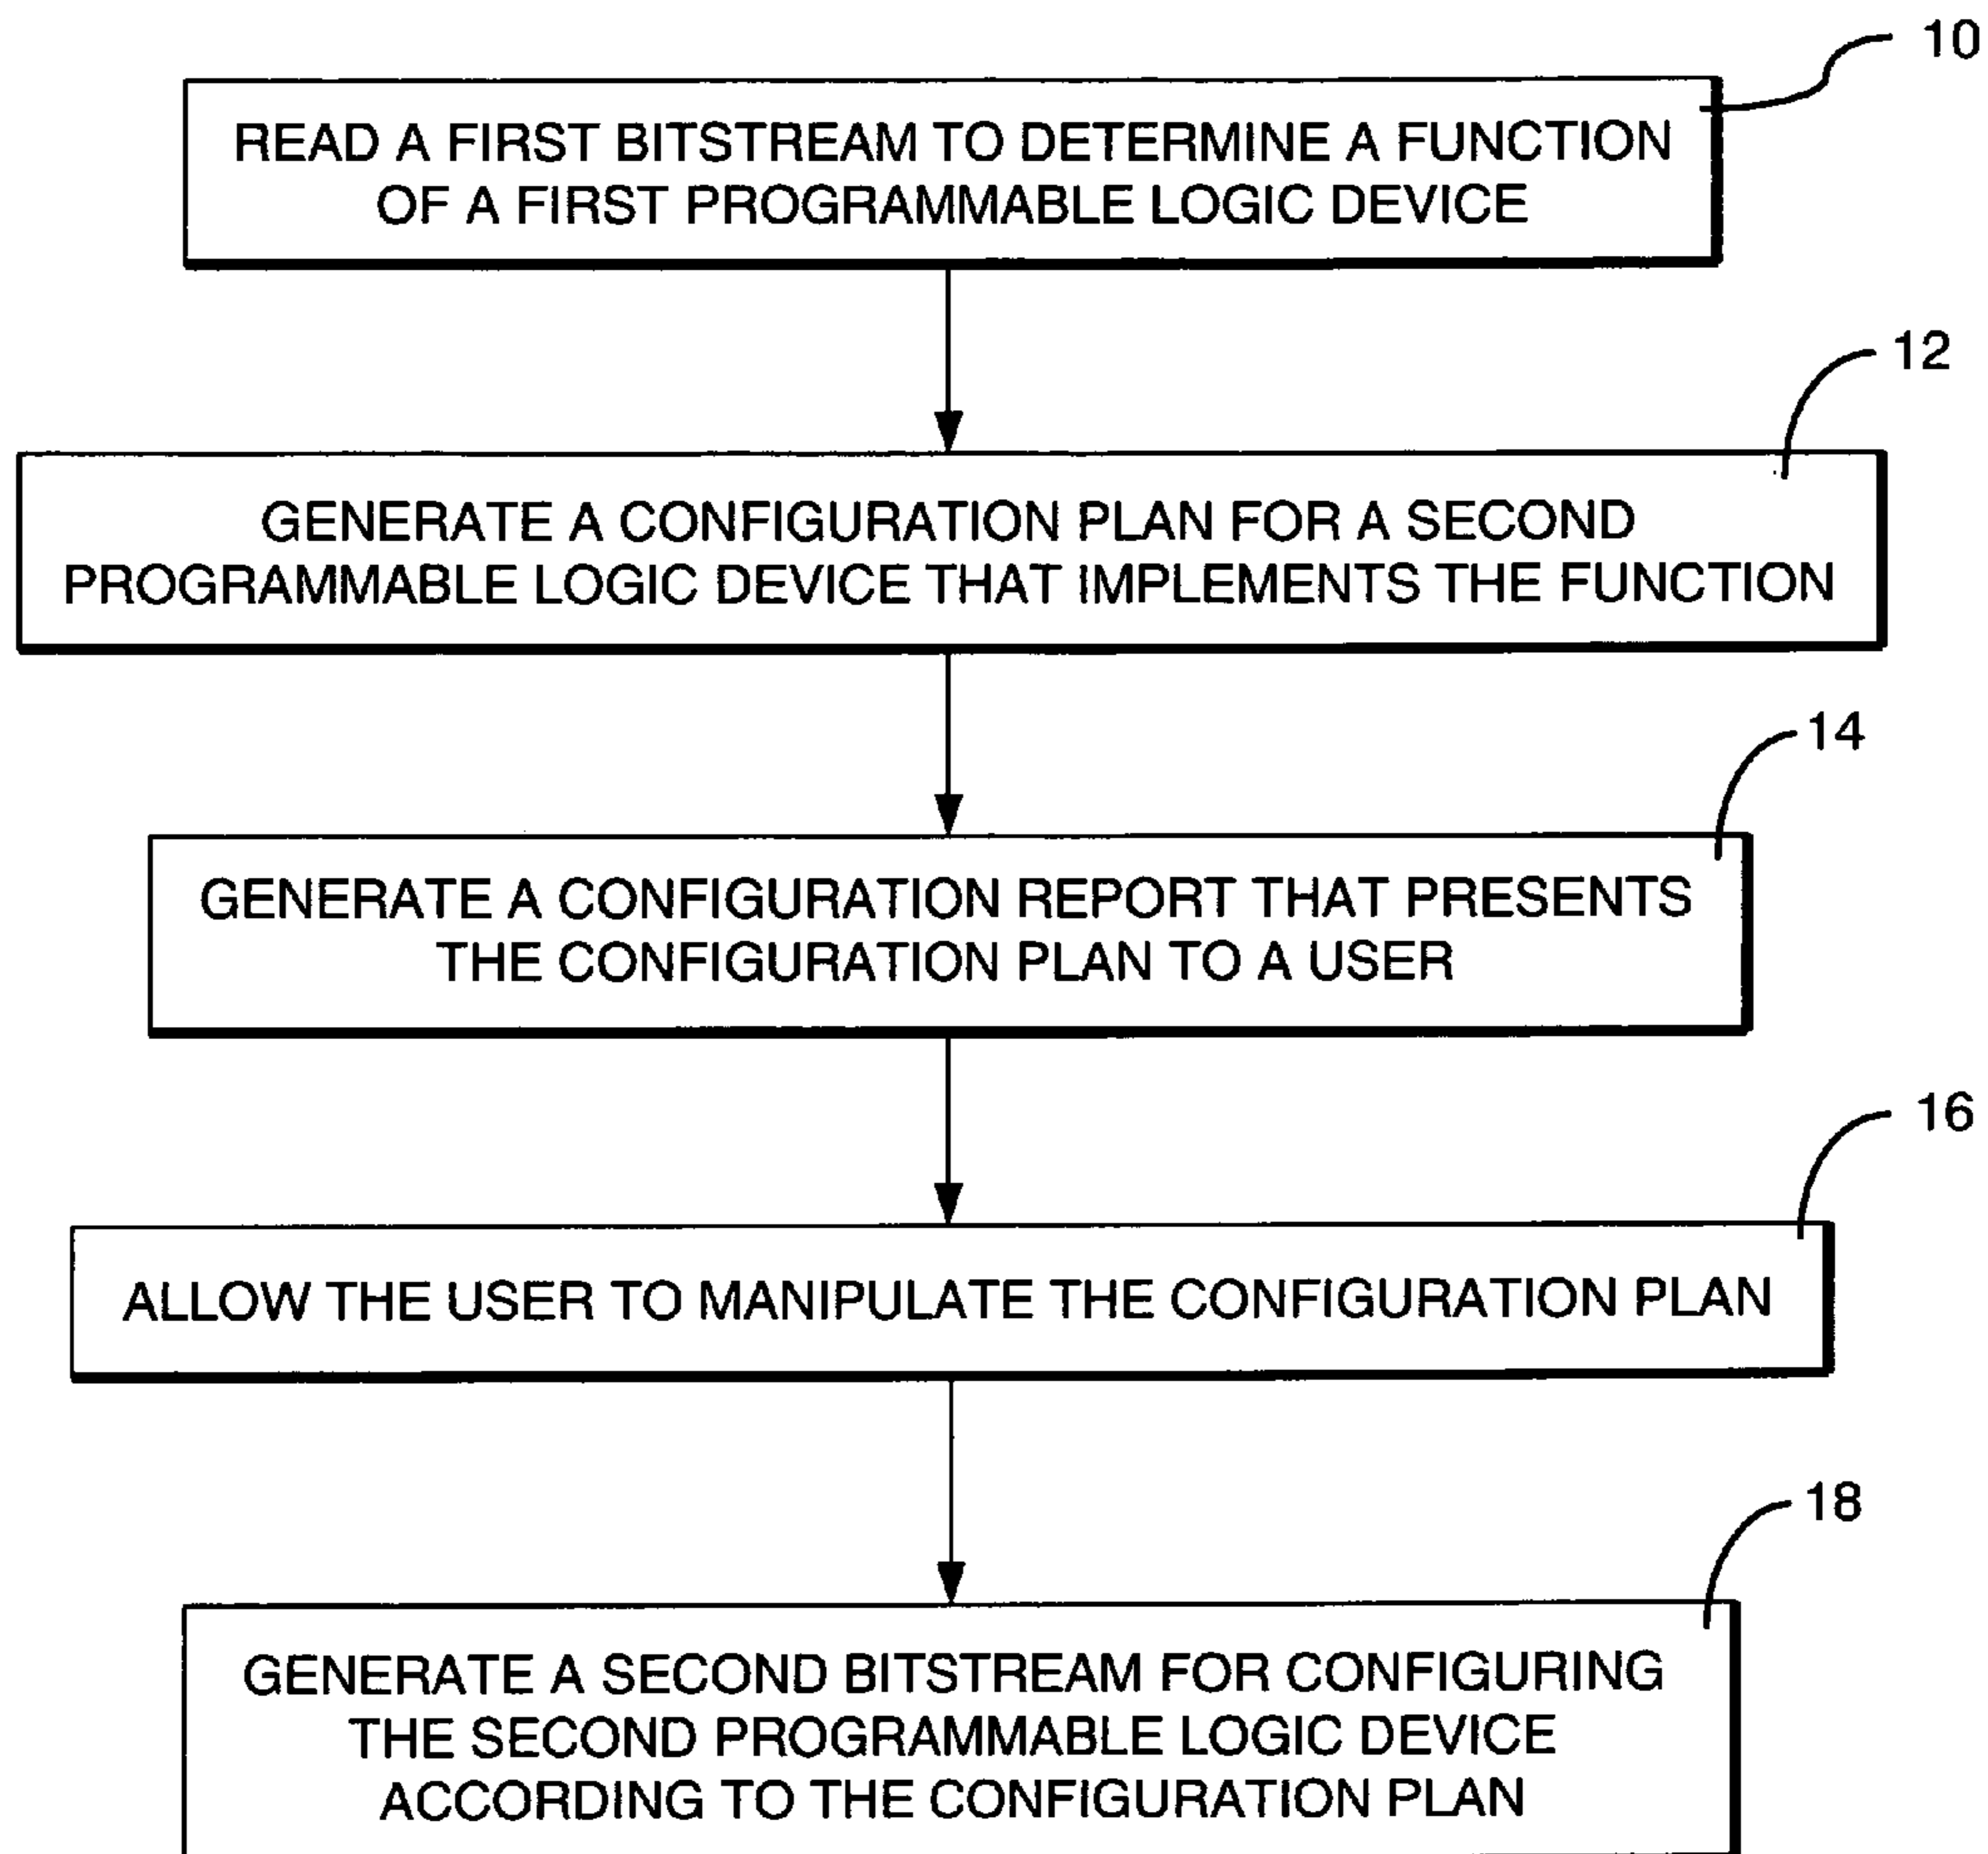 10
READ A FIRST BITSTREAM TO DETERMINE A FUNCTION
OF A FIRST PROGRAMMABLE LOGIC DEVICE
12
GENERATE A CONFIGURATION PLAN FOR A SECOND
PROGRAMMABLE LOGIC DEVICE THAT IMPLEMENTS THE FUNCTION
14
GENERATE A CONFIGURATION REPORT THAT PRESENTS
THE CONFIGURATION PLAN TO A USER
16
ALLOW THE USER TO MANIPULATE THE CONFIGURATION PLAN
18
GENERATE A SECOND BITSTREAM FOR CONFIGURING
THE SECOND PROGRAMMABLE LOGIC DEVICE
ACCORDING TO THE CONFIGURATION PLAN